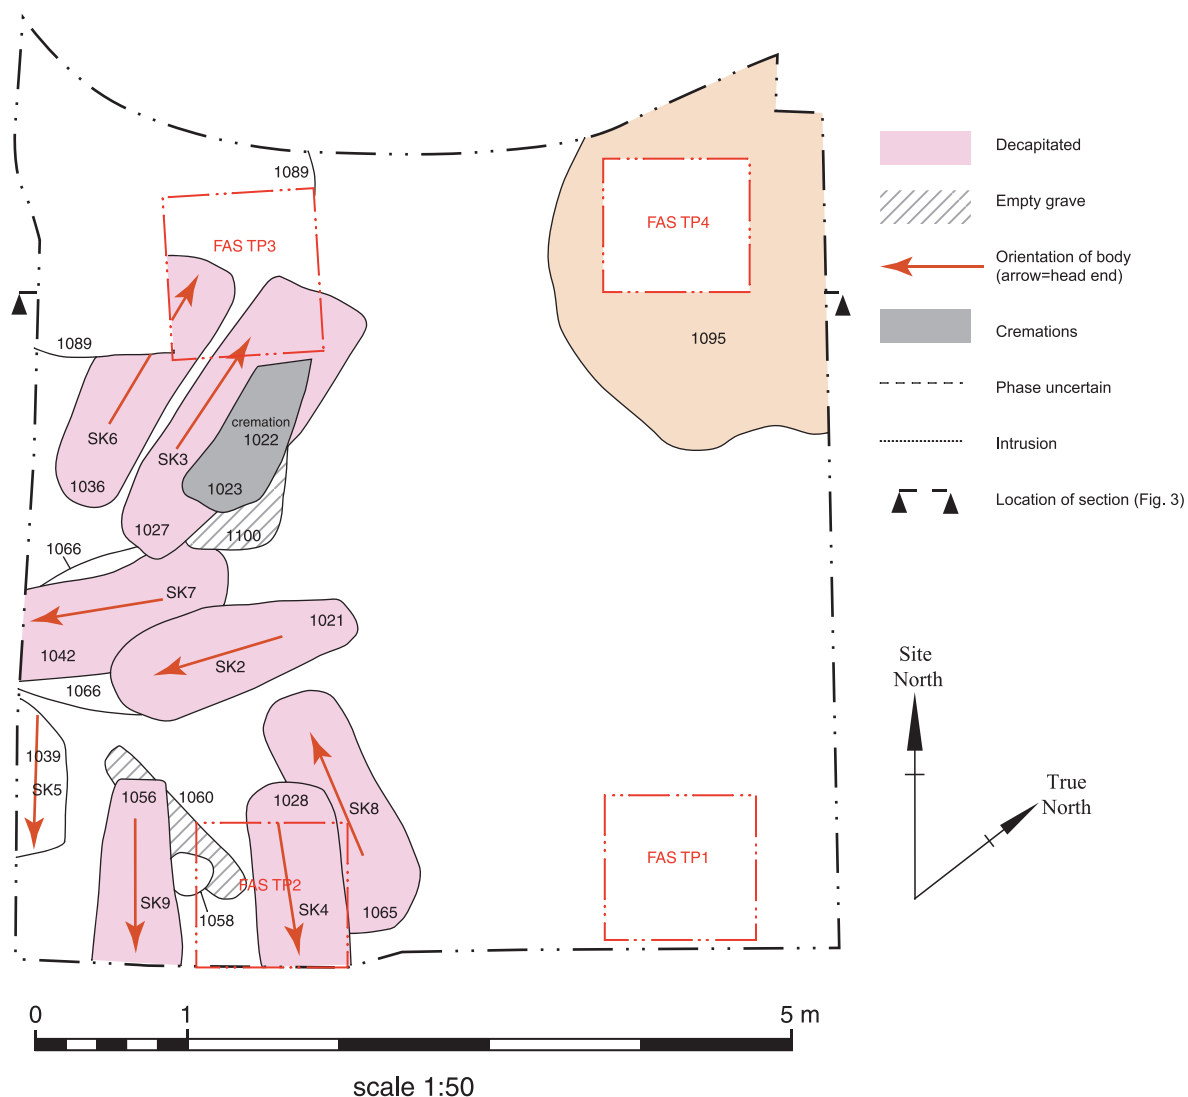 1089
FAS TP3
FAS TP4
1089
1095
cremation
1022
SK6
SK3
1036
1023
1027
1100
1066
SK7
1021
1042
SK2
1066
1039
SK5
1056
1060
1028
SK8
FAS TP2
SK9
1058
SK4
1065
FAS TP1
Decapitated
Empty grave
Orientation of body
(arrow=head end)
Cremations
Phase uncertain
Intrusion
Location of section (Fig. 3)
Site
North
True
North
0
1
5 m
scale 1:50